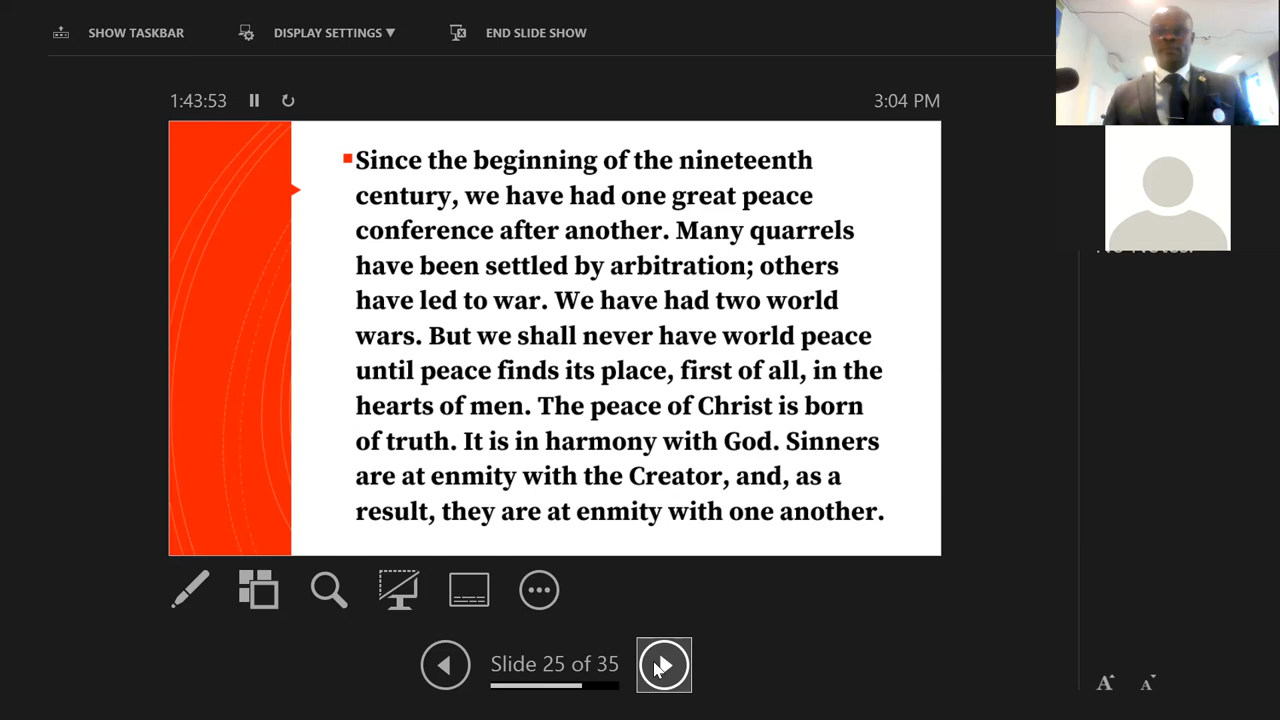 SHOW TASKBAR DISPLAY SETTINGS ▼ END SLIDE SHOW
1:43:53 3:04 PM
Since the beginning of the nineteenth
century, we have had one great peace
conference after another. Many quarrels
have been settled by arbitration; others
have led to war. We have had two world
wars. But we shall never have world peace
until peace finds its place, first of all, in the
hearts of men. The peace of Christ is born
of truth. It is in harmony with God. Sinners
are at enmity with the Creator, and, as a
result, they are at enmity with one another.
No Notes.
Slide 25 of 35
A A